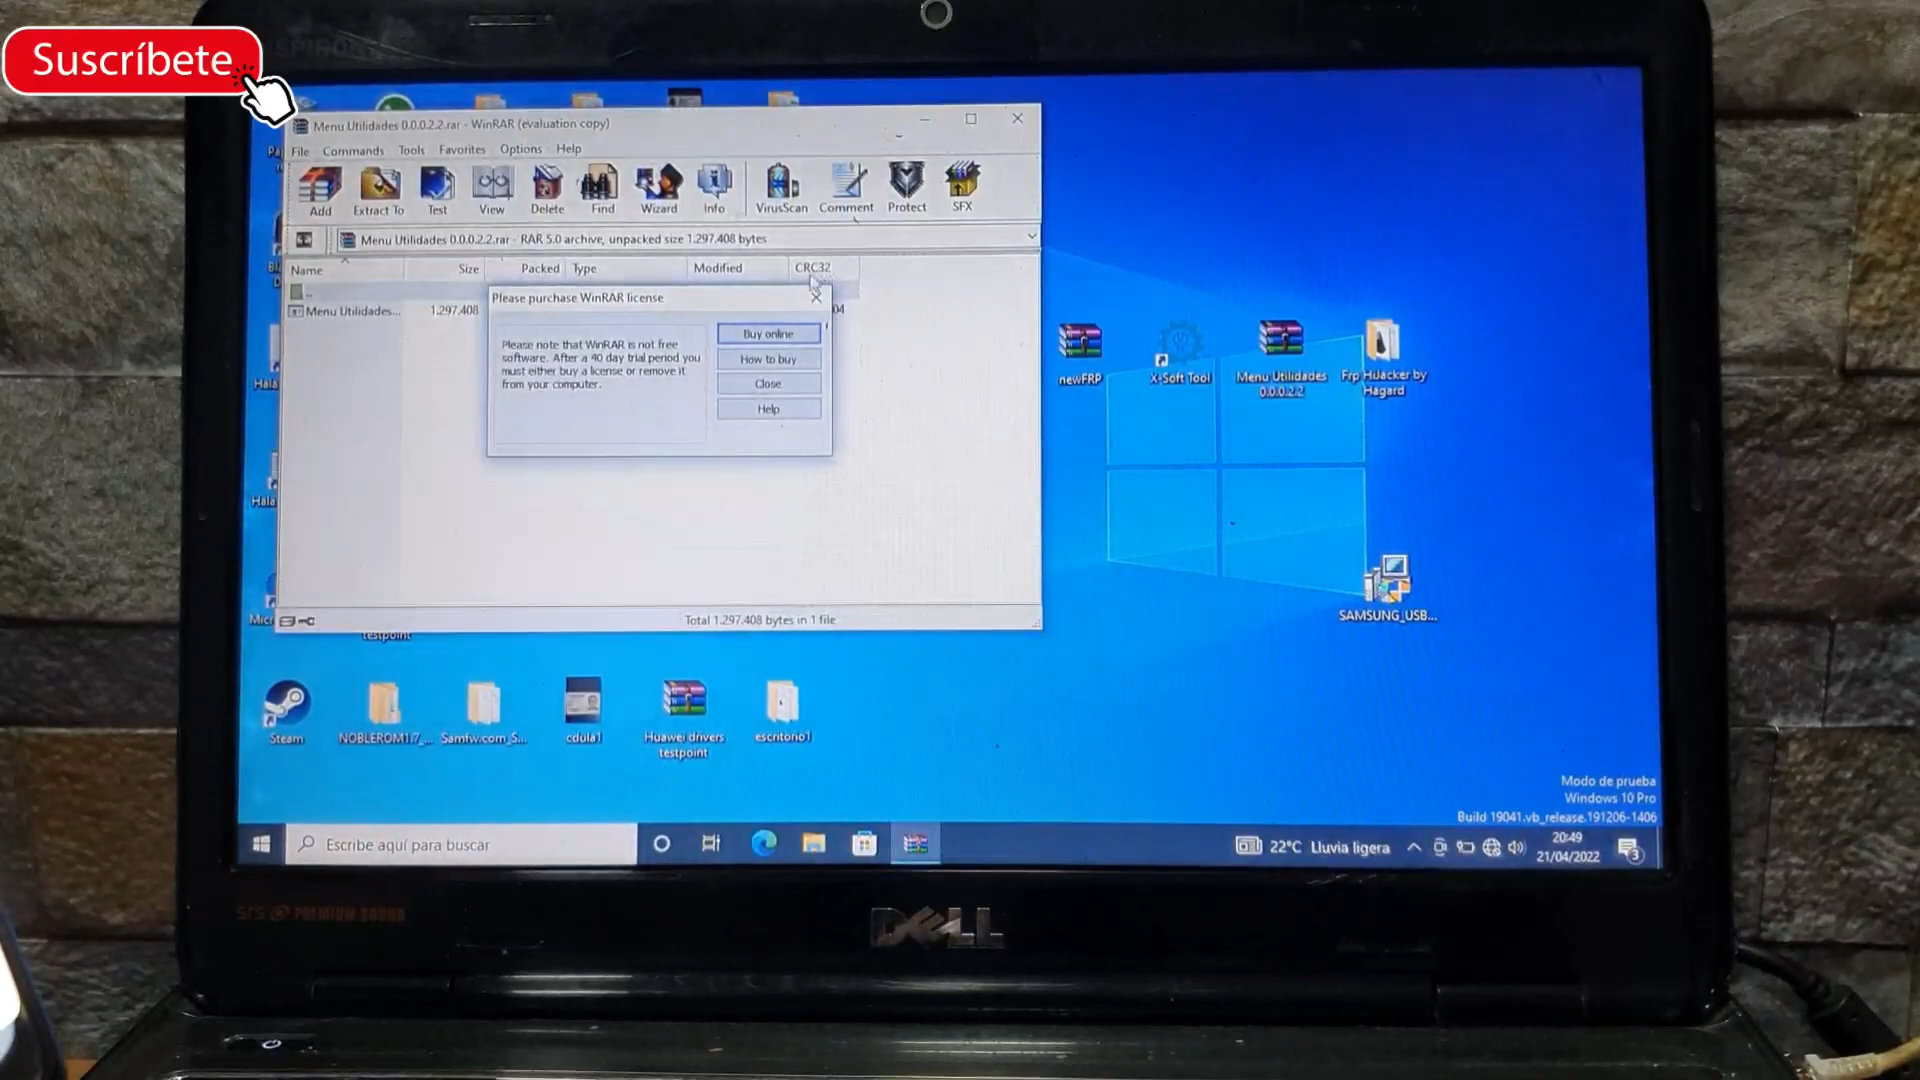 Suscríbete
Menu Utilidades 0.0.0.2.2.rar - WinRAR (evaluation copy)
File Commands Tools Favorites Options Help
Add Extract To Test View Delete Find Wizard Info VirusScan Comment Protect SFX
Menu Utilidades 0.0.0.2.2.rar - RAR 5.0 archive, unpacked size 1.297.408 bytes
Name Size Packed Type Modified CRC32
..
Menu Utilidades... 1.297.408
Please purchase WinRAR license
Please note that WinRAR is not free
software. After a 40 day trial period you
must either buy a license or remove it
from your computer.
Buy online
How to buy
Close
Help
Total 1.297.408 bytes in 1 file
newFRP
X-Soft Tool
Menu Utilidades
0.0.0.2.2
Frp HiJacker by
Hagard
SAMSUNG_USB...
testpoint
Steam
NOBLEROM1.7_...
Samfw.com_S...
cdula1
Huawei drivers
testpoint
escritorio1
Modo de prueba
Windows 10 Pro
Build 19041.vb_release.191206-1406
Escribe aquí para buscar
22°C Lluvia ligera
20:49
21/04/2022
3
SRS PREMIUM SOUND
DELL